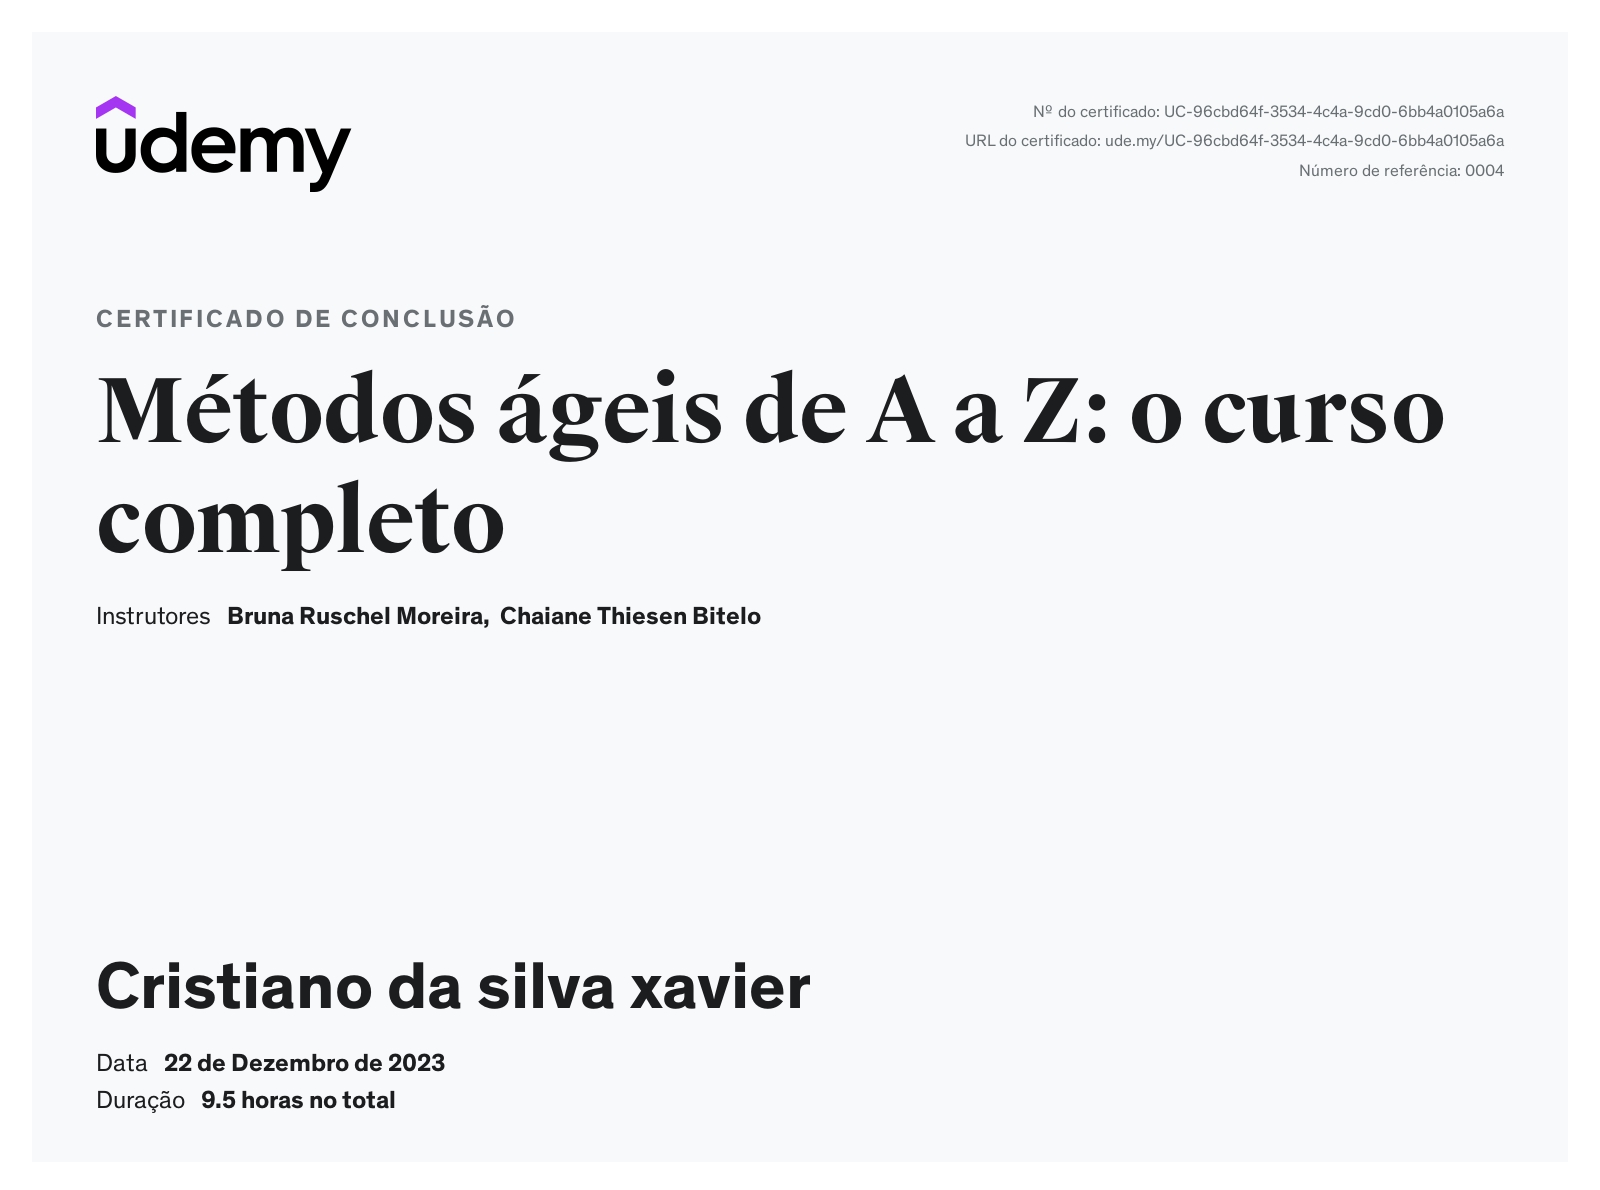 udemy
Nº do certificado: UC-96cbd64f-3534-4c4a-9cd0-6bb4a0105a6a
URL do certificado: ude.my/UC-96cbd64f-3534-4c4a-9cd0-6bb4a0105a6a
Número de referência: 0004
CERTIFICADO DE CONCLUSÃO
Métodos ágeis de A a Z: o curso
completo
Instrutores Bruna Ruschel Moreira, Chaiane Thiesen Bitelo
Cristiano da silva xavier
Data 22 de Dezembro de 2023
Duração 9.5 horas no total